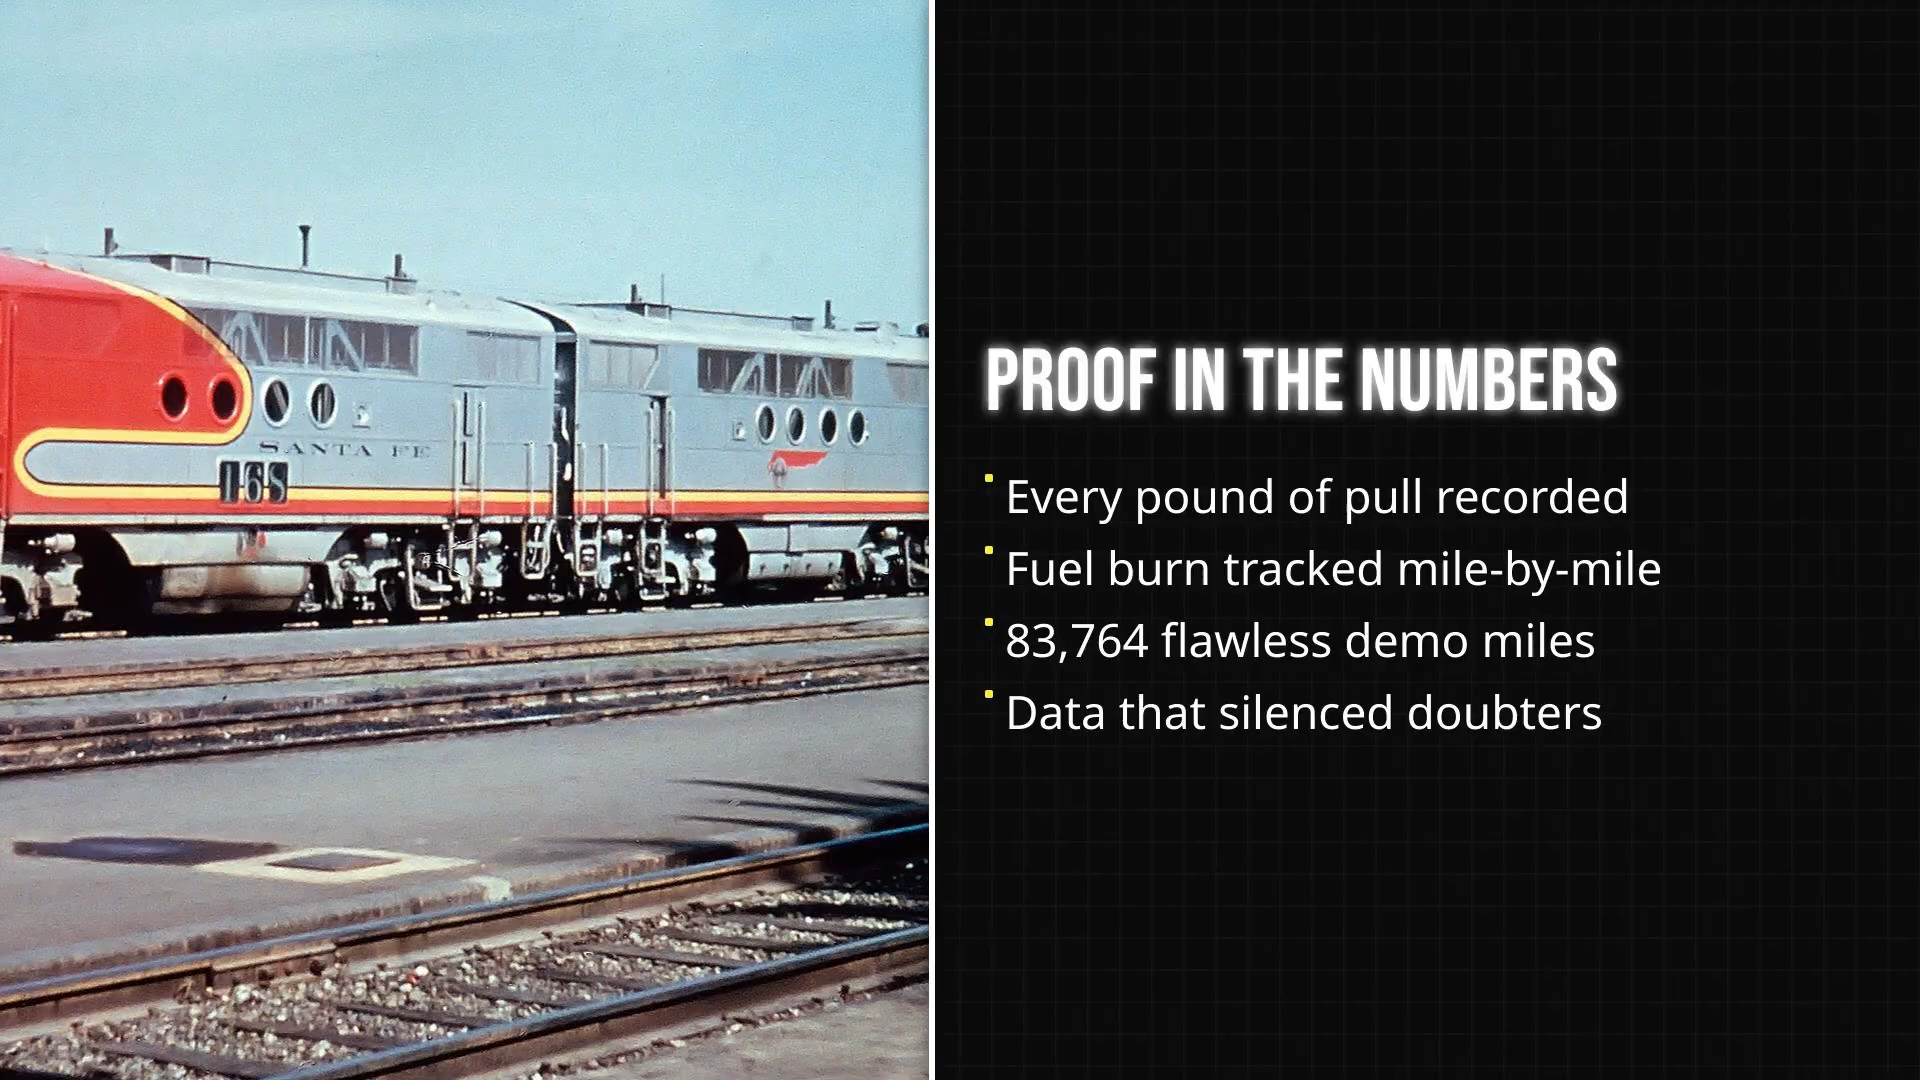 SANTA FE
168
PROOF IN THE NUMBERS
Every pound of pull recorded
Fuel burn tracked mile-by-mile
83,764 flawless demo miles
Data that silenced doubters